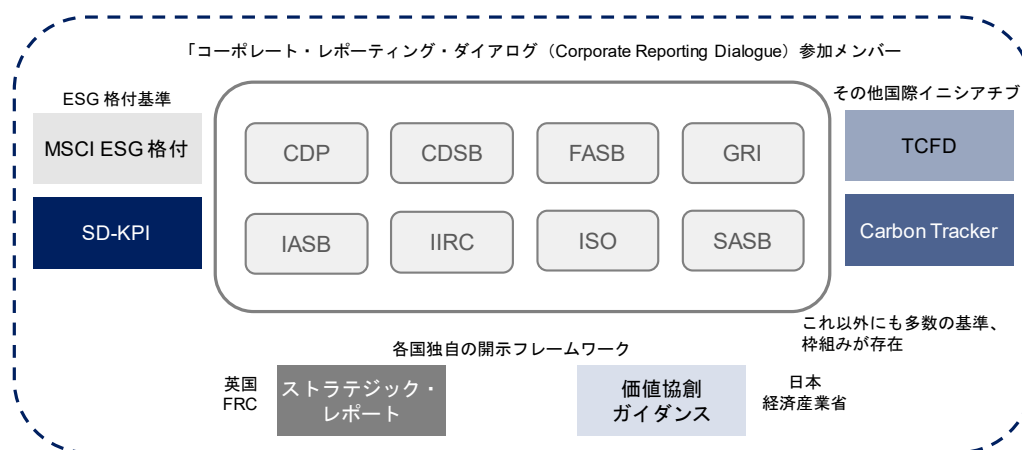 「コーポレート・レポーティング・ダイアログ（Corporate Reporting Dialogue）参加メンバー
ESG 格付基準
MSCI ESG 格付
SD-KPI
CDP
CDSB
FASB
GRI
IASB
IIRC
ISO
SASB
その他国際イニシアチブ
TCFD
Carbon Tracker
これ以外にも多数の基準、
枠組みが存在
各国独自の開示フレームワーク
英国
FRC
ストラテジック・
レポート
価値協創
ガイダンス
日本
経済産業省